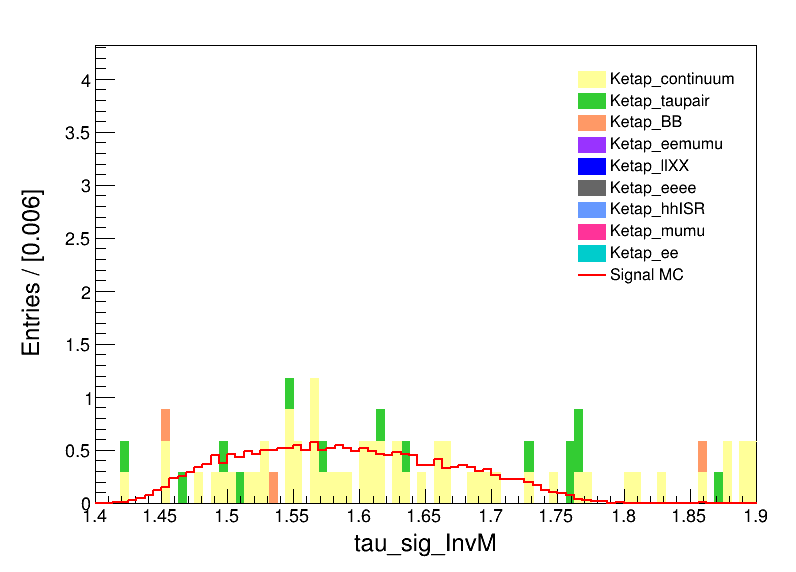 Entries / [0.006]
4
3.5
3
2.5
2
1.5
1
0.5
0
1.4 1.45 1.5 1.55 1.6 1.65 1.7 1.75 1.8 1.85 1.9
tau_sig_InvM
Ketap_continuum
Ketap_taupair
Ketap_BB
Ketap_eemumu
Ketap_llXX
Ketap_eeee
Ketap_hhISR
Ketap_mumu
Ketap_ee
Signal MC